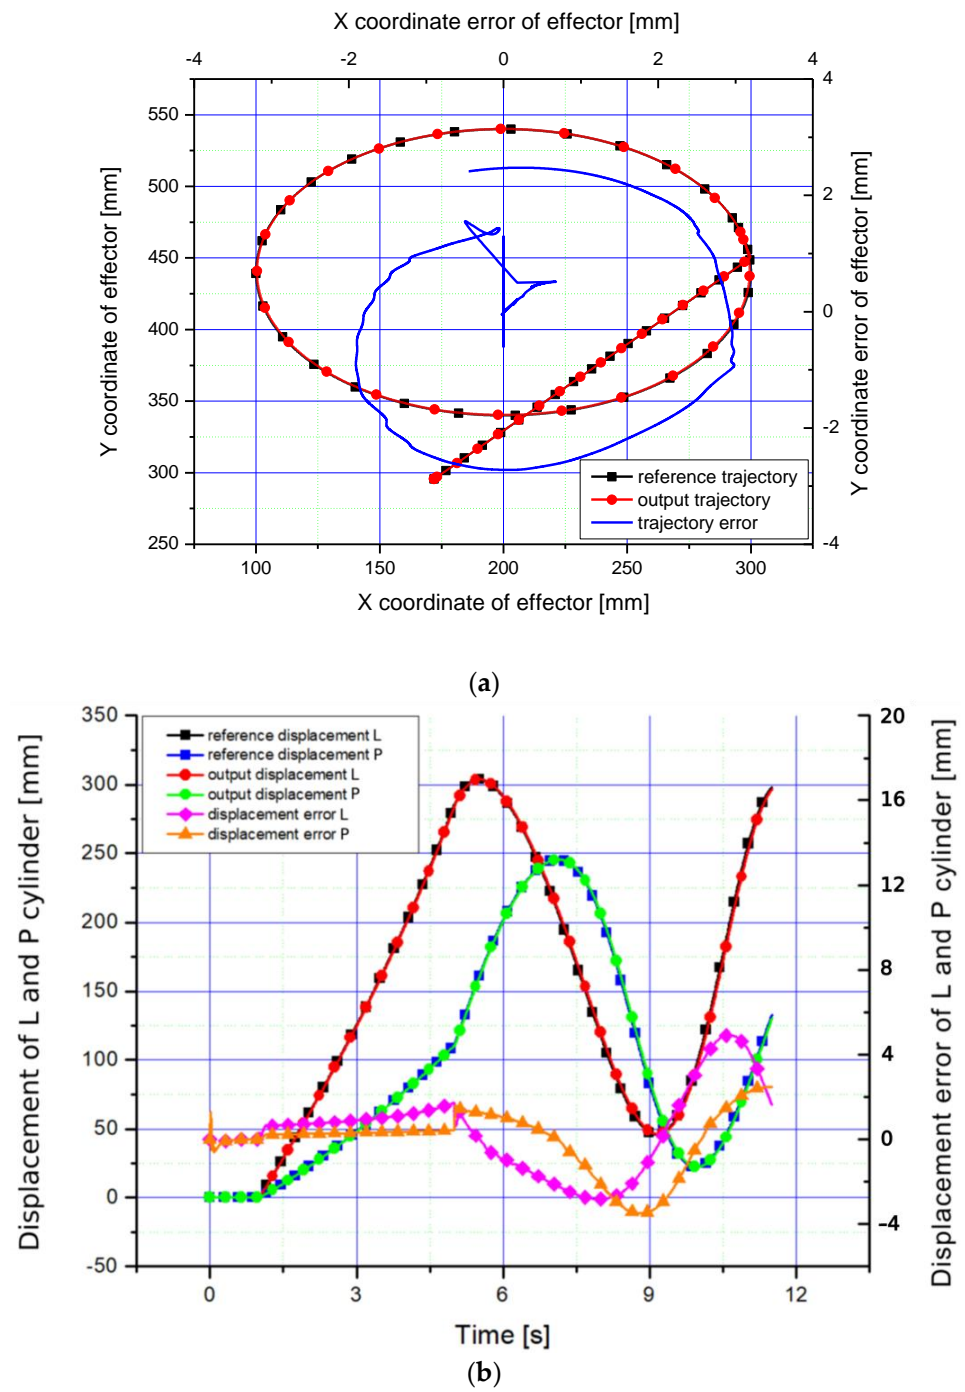 X coordinate error of effector [mm]
-4 -2 0 2 4
550
500
450
400
350
300
250
Y coordinate of effector [mm]
4
2
0
-2
-4
Y coordinate error of effector [mm]
reference trajectory
output trajectory
trajectory error
100 150 200 250 300
X coordinate of effector [mm]
(a)
350
300
250
200
150
100
50
0
-50
Displacement of L and P cylinder [mm]
reference displacement L
reference displacement P
output displacement L
output displacement P
displacement error L
displacement error P
20
16
12
8
4
0
−4
Displacement error of L and P cylinder [mm]
0 3 6 9 12
Time [s]
(b)